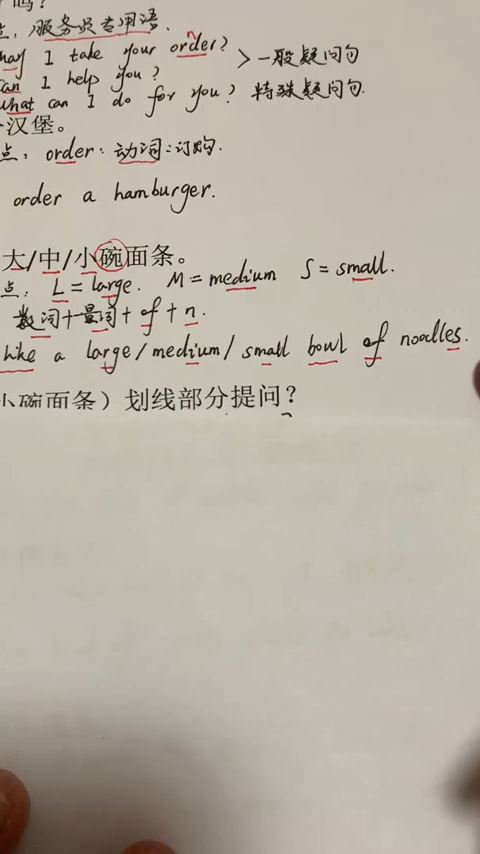 吗?
点:服务员专用语.
may I take your order? n.
can I help you? > 一般疑问句
what can I do for you? 特殊疑问句.
个汉堡。
点:order:动词:订购.
order a hamburger.
大/中/小碗面条。
点:L=large. M=medium S=small.
数词+量词+of+n.
like a large/medium/small bowl of noodles.
小碗面条)划线部分提问?